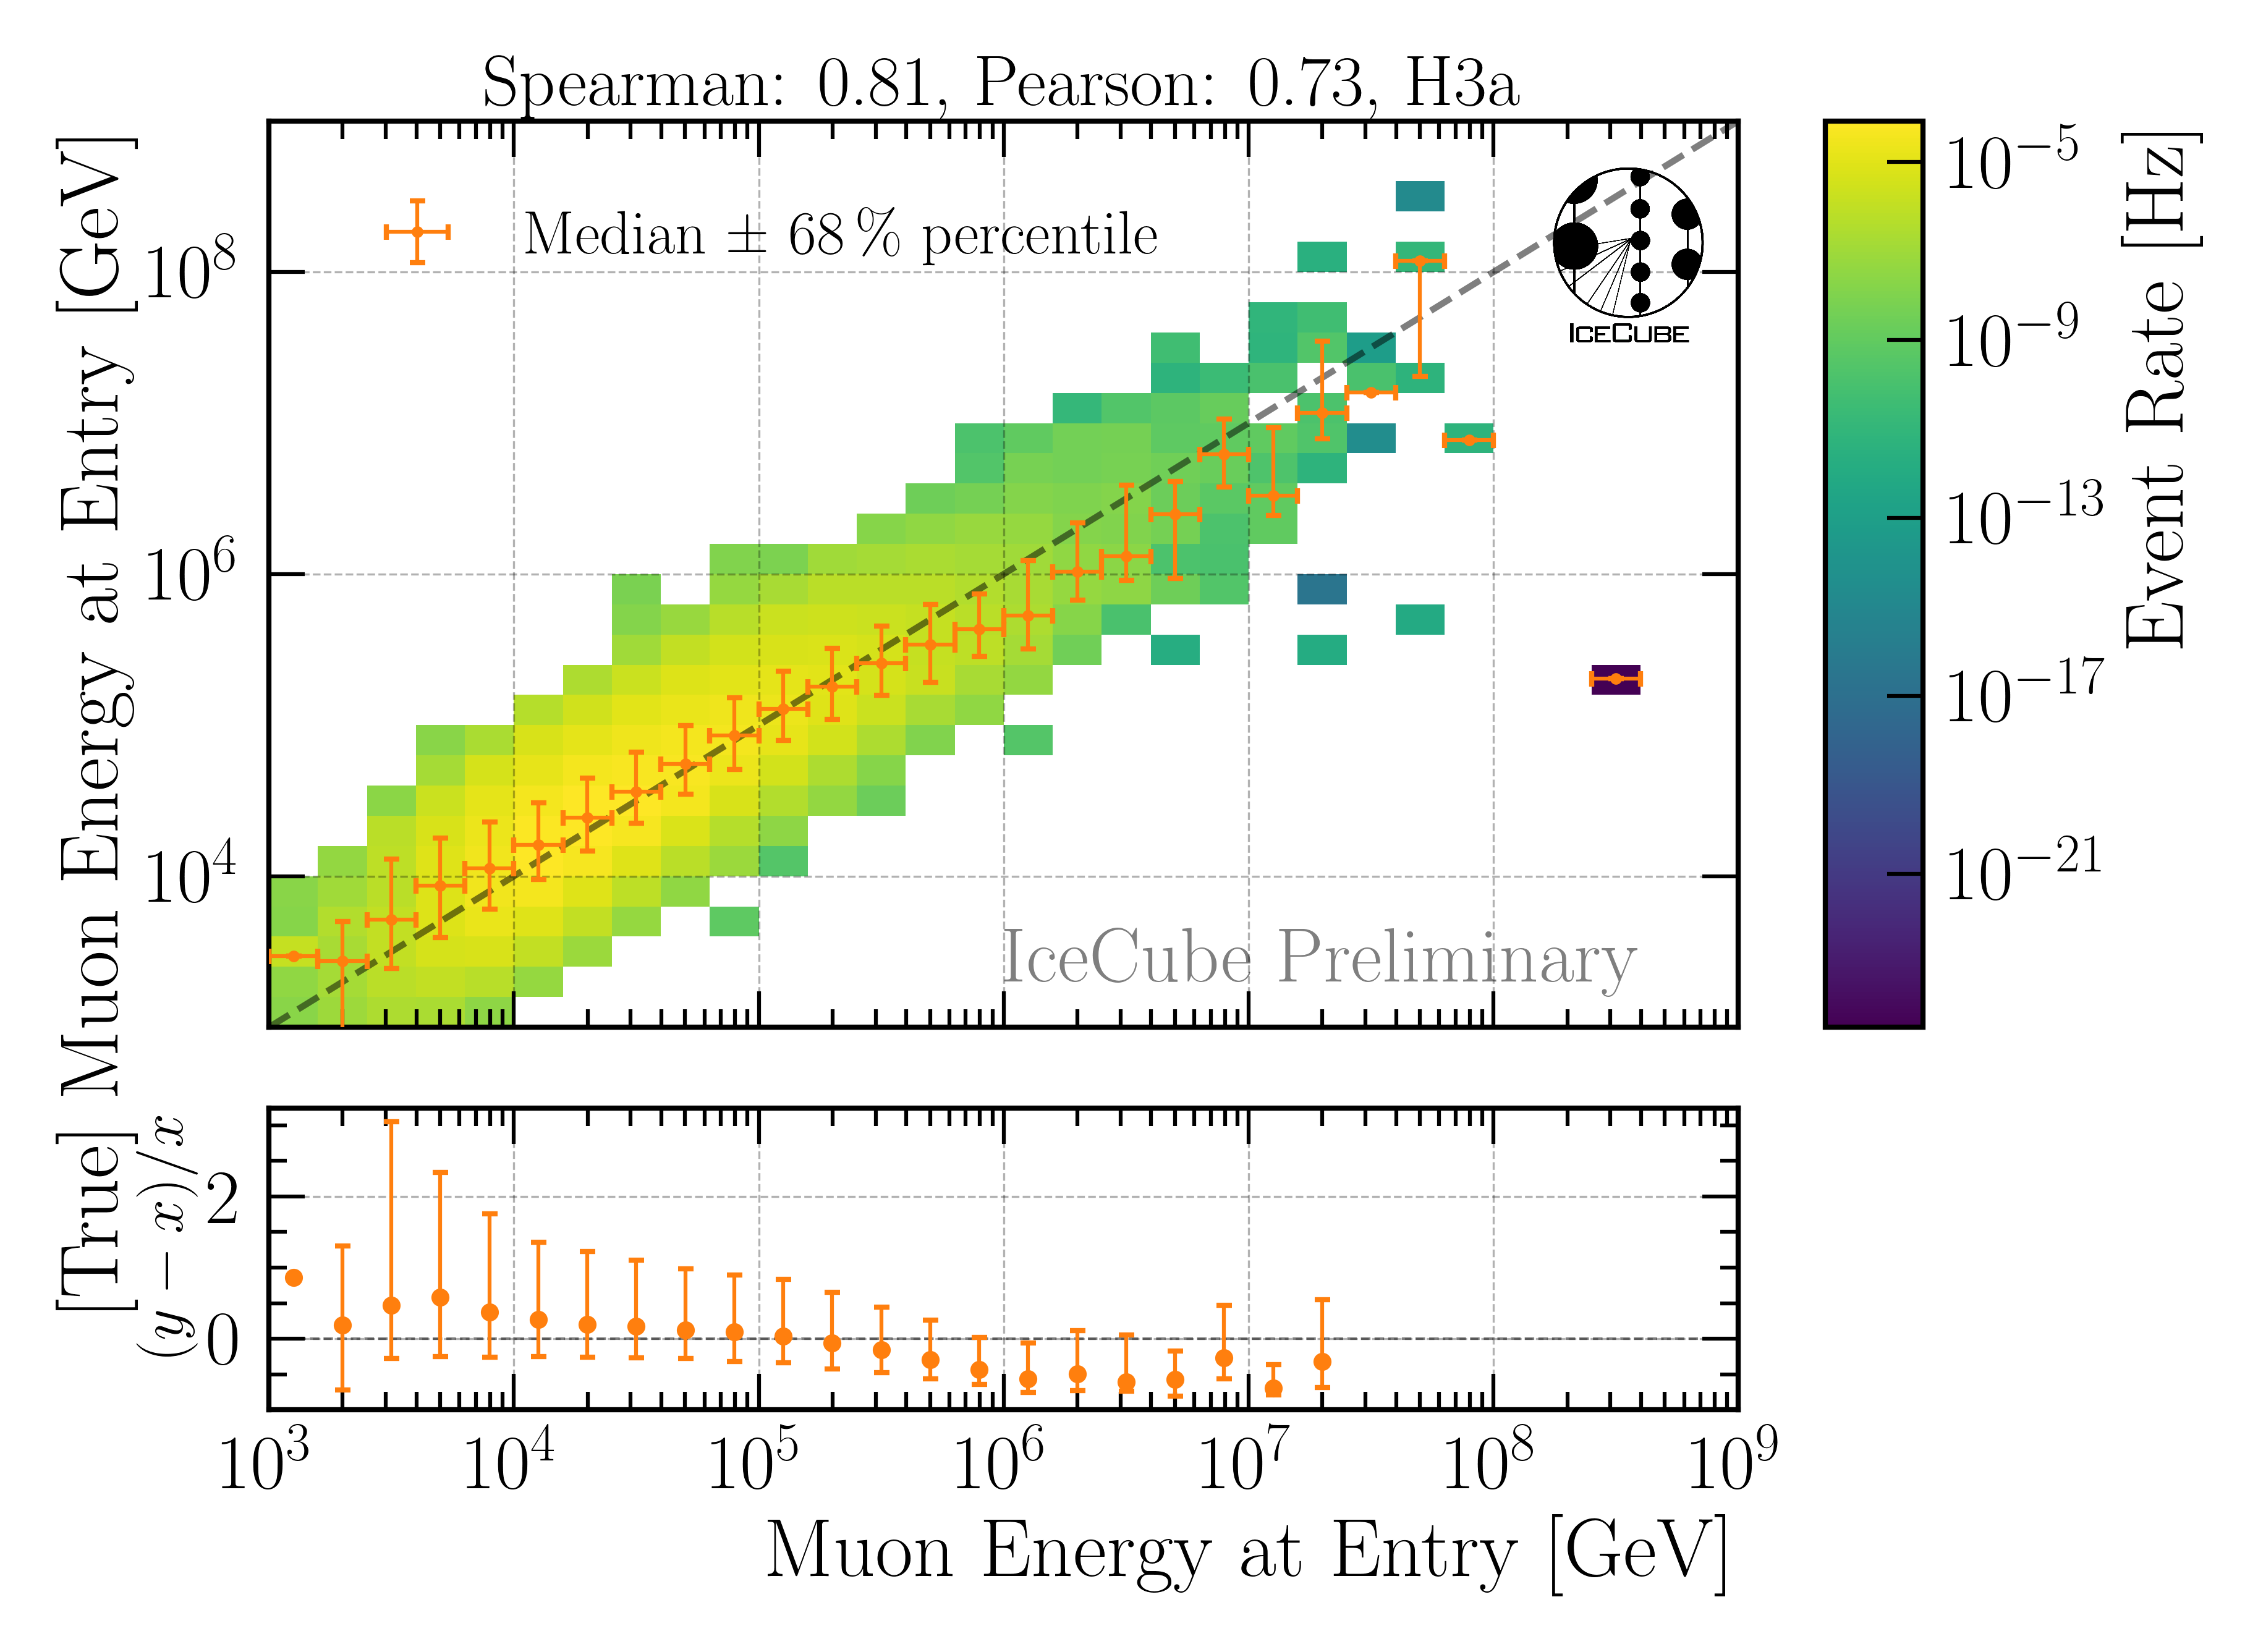 Spearman: 0.81, Pearson: 0.73, H3a
[True] Muon Energy at Entry [GeV]
10^8
10^6
10^4
Median ± 68 % percentile
ICECUBE
IceCube Preliminary
10^−5
10^−9
10^−13
10^−17
10^−21
Event Rate [Hz]
(y − x)/x
2
0
10^3 10^4 10^5 10^6 10^7 10^8 10^9
Muon Energy at Entry [GeV]